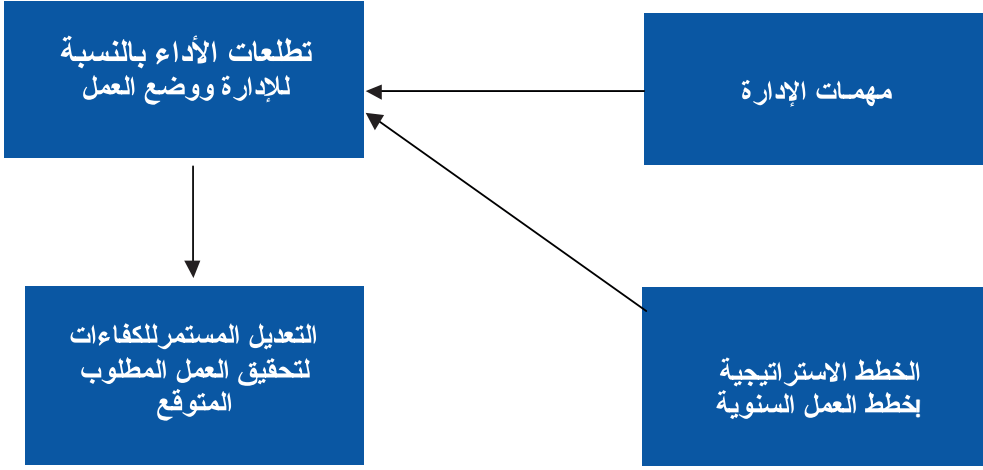 مهمات الإدارة
تطلعات الأداء بالنسبة
للإدارة ووضع العمل
الخطط الاستراتيجية
بخطط العمل السنوية
التعديل المستمرللكفاءات
لتحقيق العمل المطلوب
المتوقع